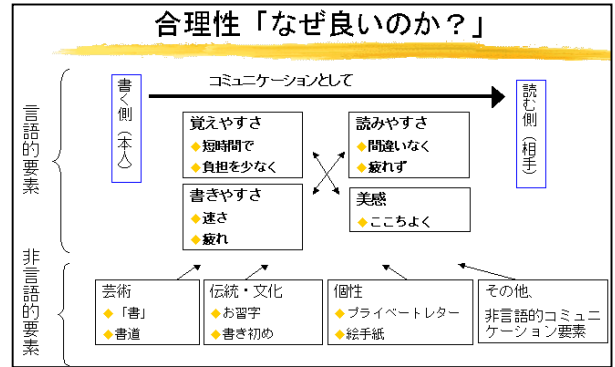 合理性「なぜ良いのか？」
言語的要素
書く側（本人）
コミュニケーションとして
読む側（相手）
覚えやすさ
◆短時間で
◆負担を少なく
読みやすさ
◆間違いなく
◆疲れず
書きやすさ
◆速さ
◆疲れ
美感
◆ここちよく
非言語的要素
芸術
◆「書」
◆書道
伝統・文化
◆お習字
◆書き初め
個性
◆プライベートレター
◆絵手紙
その他、
非言語的コミュニ
ケーション要素